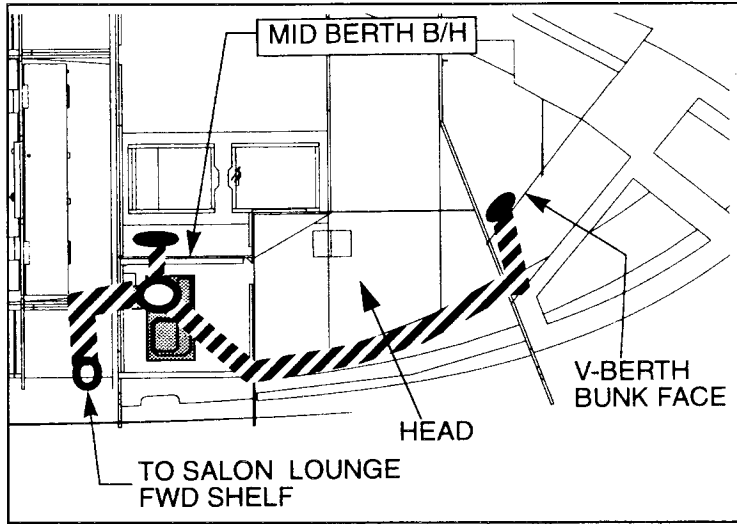 MID BERTH B/H
V-BERTH
BUNK FACE
HEAD
TO SALON LOUNGE
FWD SHELF